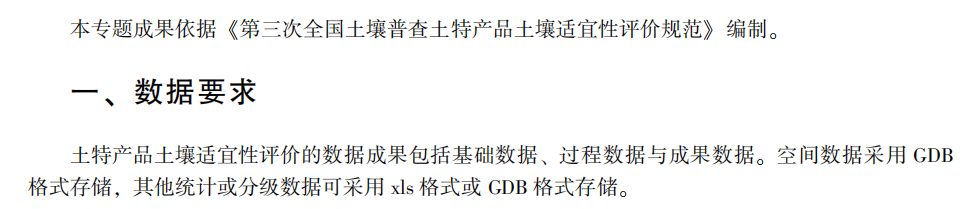 本专题成果依据《第三次全国土壤普查土特产品土壤适宜性评价规范》编制。
一、数据要求
土特产品土壤适宜性评价的数据成果包括基础数据、过程数据与成果数据。空间数据采用 GDB
格式存储，其他统计或分级数据可采用 xls 格式或 GDB 格式存储。